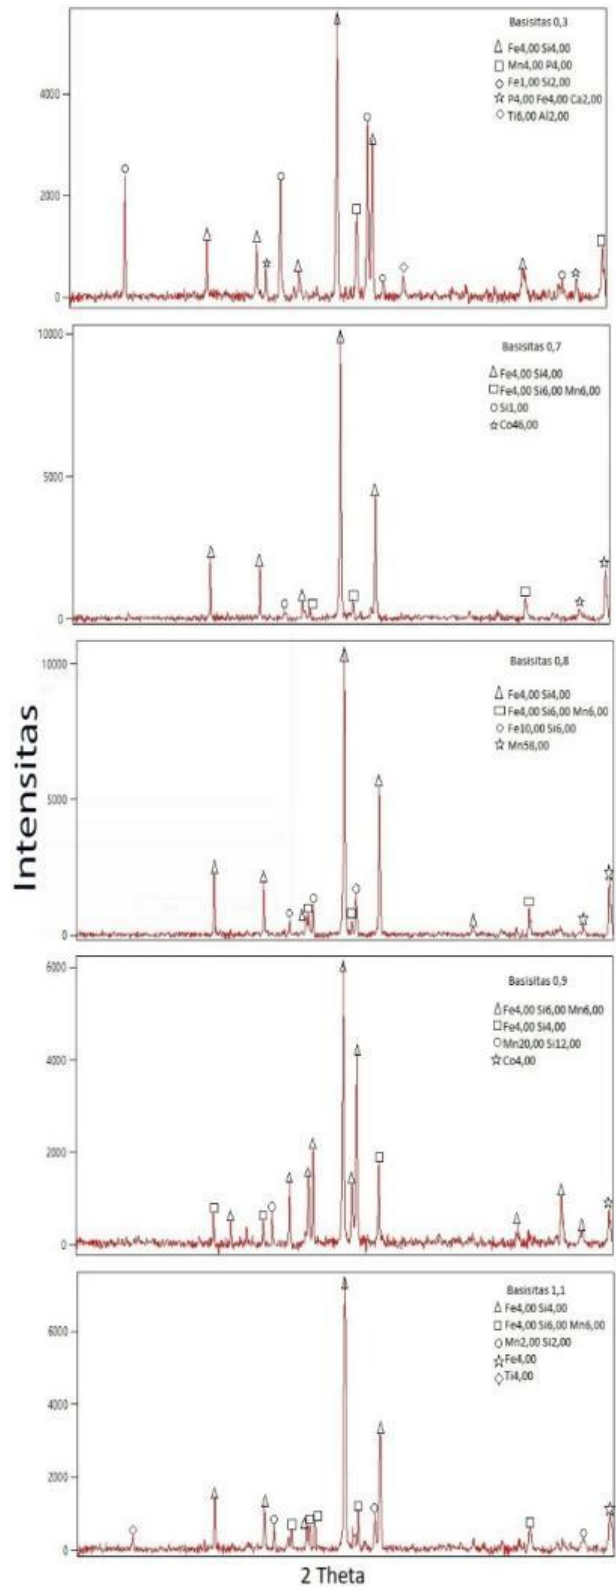 Basisitas 0,3
Fe4,00 Si4,00
Mn4,00 P4,00
Fe1,00 Si2,00
P4,00 Fe4,00 Ca2,00
Ti6,00 Al2,00
4000
2000
0
Basisitas 0,7
Fe4,00 Si4,00
Fe4,00 Si6,00 Mn6,00
Si1,00
Co46,00
10000
5000
0
Basisitas 0,8
Fe4,00 Si4,00
Fe4,00 Si6,00 Mn6,00
Fe10,00 Si6,00
Mn58,00
10000
5000
0
Intensitas
Basisitas 0,9
Fe4,00 Si6,00 Mn6,00
Fe4,00 Si4,00
Mn20,00 Si12,00
Co4,00
6000
4000
2000
0
Basisitas 1,1
Fe4,00 Si4,00
Fe4,00 Si6,00 Mn6,00
Mn2,00 Si2,00
Fe4,00
Ti4,00
6000
4000
2000
0
2 Theta